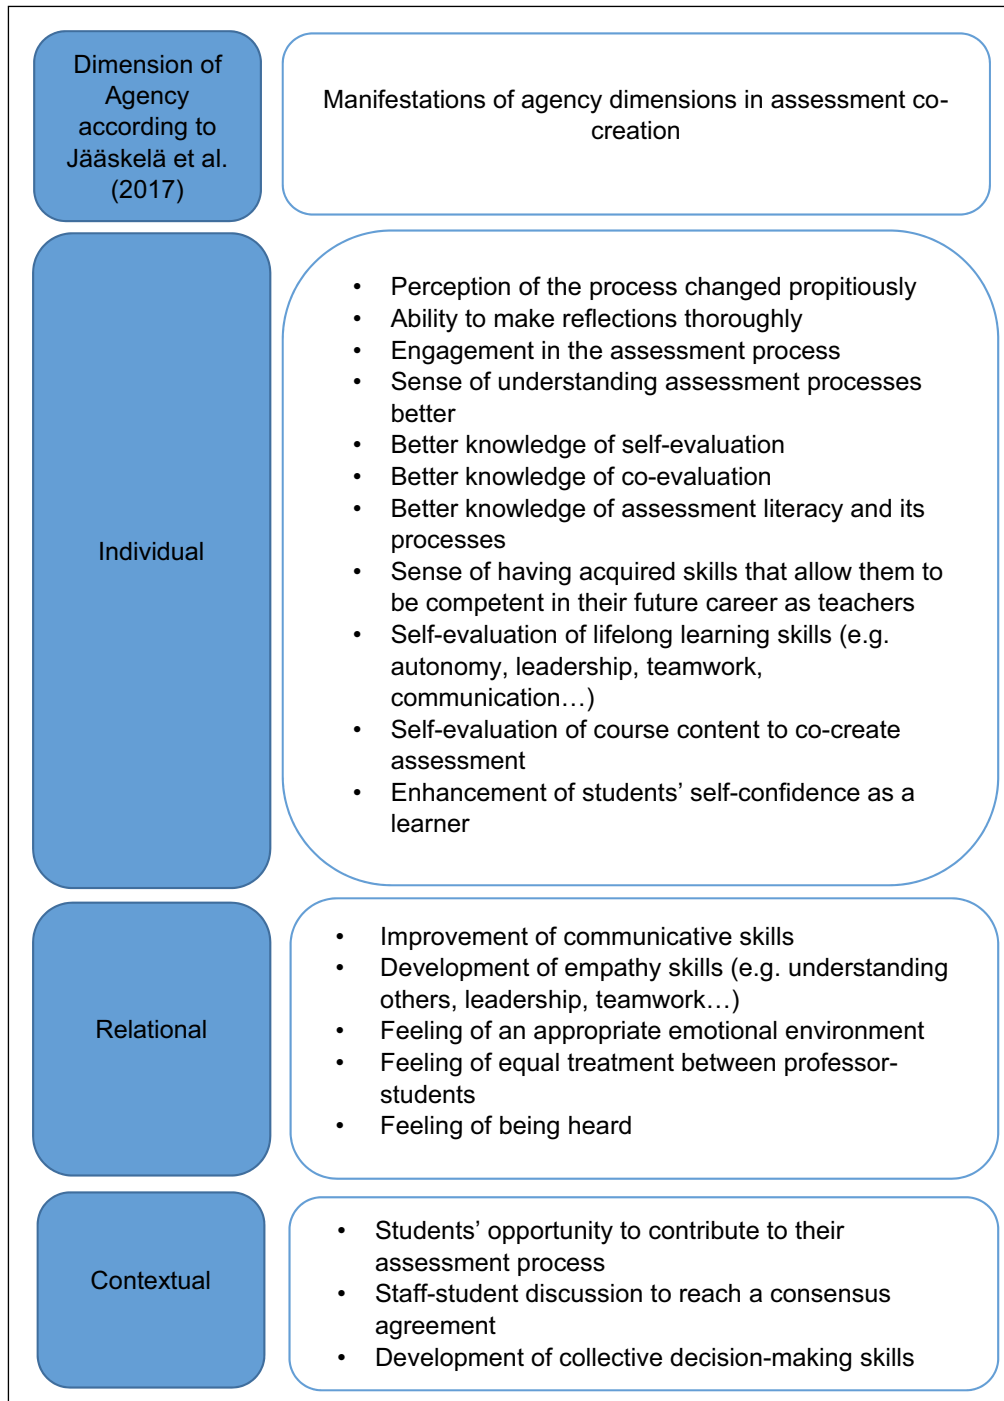 Dimension of
Agency
according to
Jääskelä et al.
(2017)
Manifestations of agency dimensions in assessment co-
creation
Individual
• Perception of the process changed propitiously
• Ability to make reflections thoroughly
• Engagement in the assessment process
• Sense of understanding assessment processes
better
• Better knowledge of self-evaluation
• Better knowledge of co-evaluation
• Better knowledge of assessment literacy and its
processes
• Sense of having acquired skills that allow them to
be competent in their future career as teachers
• Self-evaluation of lifelong learning skills (e.g.
autonomy, leadership, teamwork,
communication…)
• Self-evaluation of course content to co-create
assessment
• Enhancement of students’ self-confidence as a
learner
Relational
• Improvement of communicative skills
• Development of empathy skills (e.g. understanding
others, leadership, teamwork…)
• Feeling of an appropriate emotional environment
• Feeling of equal treatment between professor-
students
• Feeling of being heard
Contextual
• Students’ opportunity to contribute to their
assessment process
• Staff-student discussion to reach a consensus
agreement
• Development of collective decision-making skills